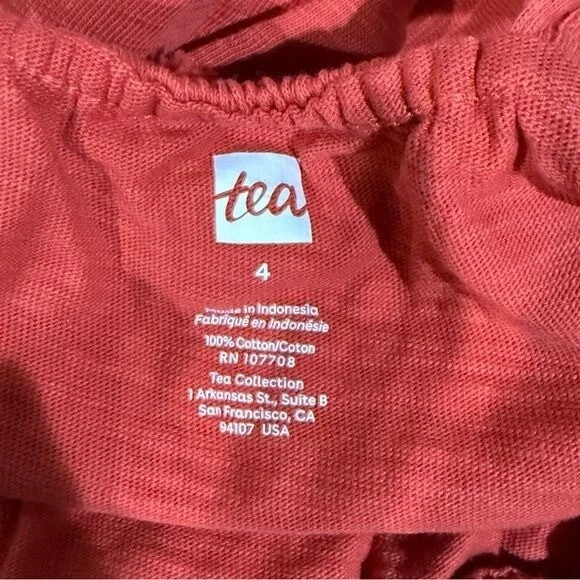 tea
4
Made in Indonesia
Fabriqué en Indonésie
100% Cotton/Coton
RN 107708
Tea Collection
1 Arkansas St., Suite B
San Francisco, CA
94107 USA